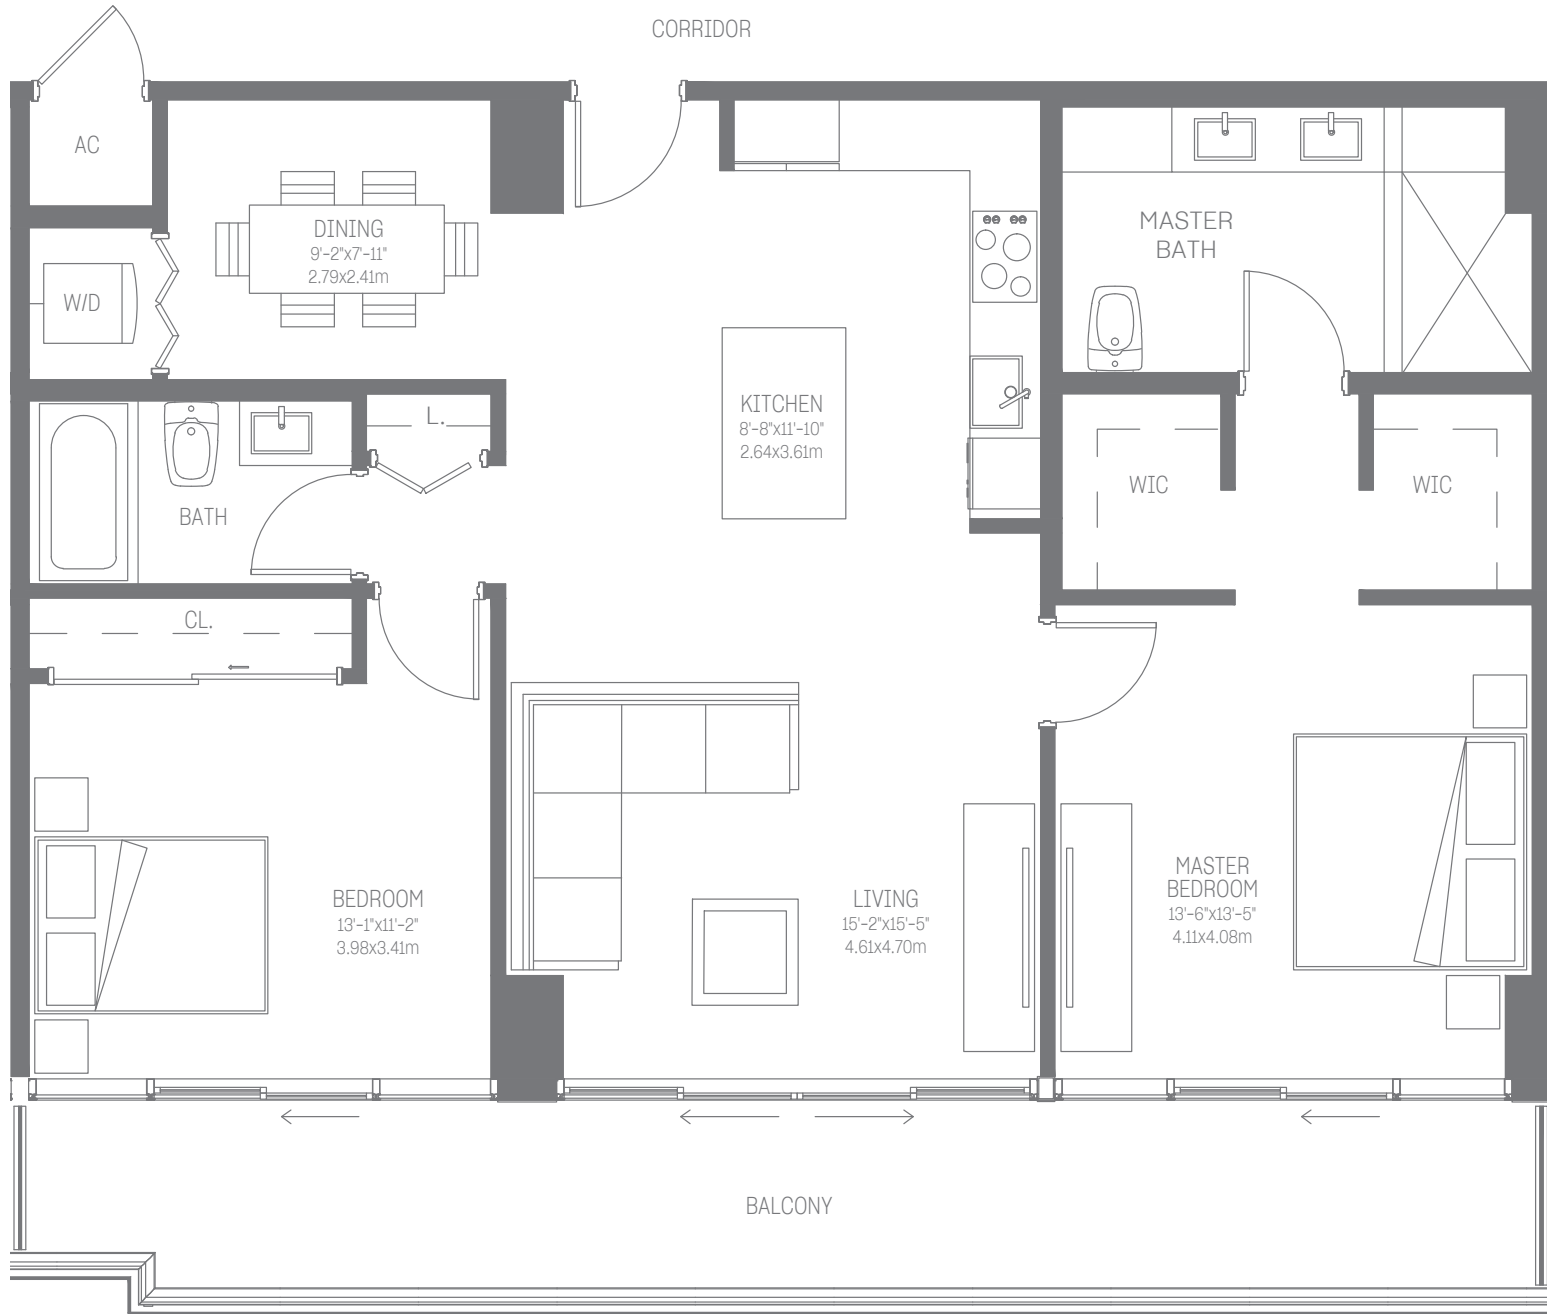 CORRIDOR
AC
DINING
9'-2"x7'-11"
2.79x2.41m
W/D
MASTER
BATH
KITCHEN
8'-8"x11'-10"
2.64x3.61m
L.
BATH
WIC
WIC
CL.
BEDROOM
13'-1"x11'-2"
3.98x3.41m
LIVING
15'-2"x15'-5"
4.61x4.70m
MASTER
BEDROOM
13'-6"x13'-5"
4.11x4.08m
BALCONY